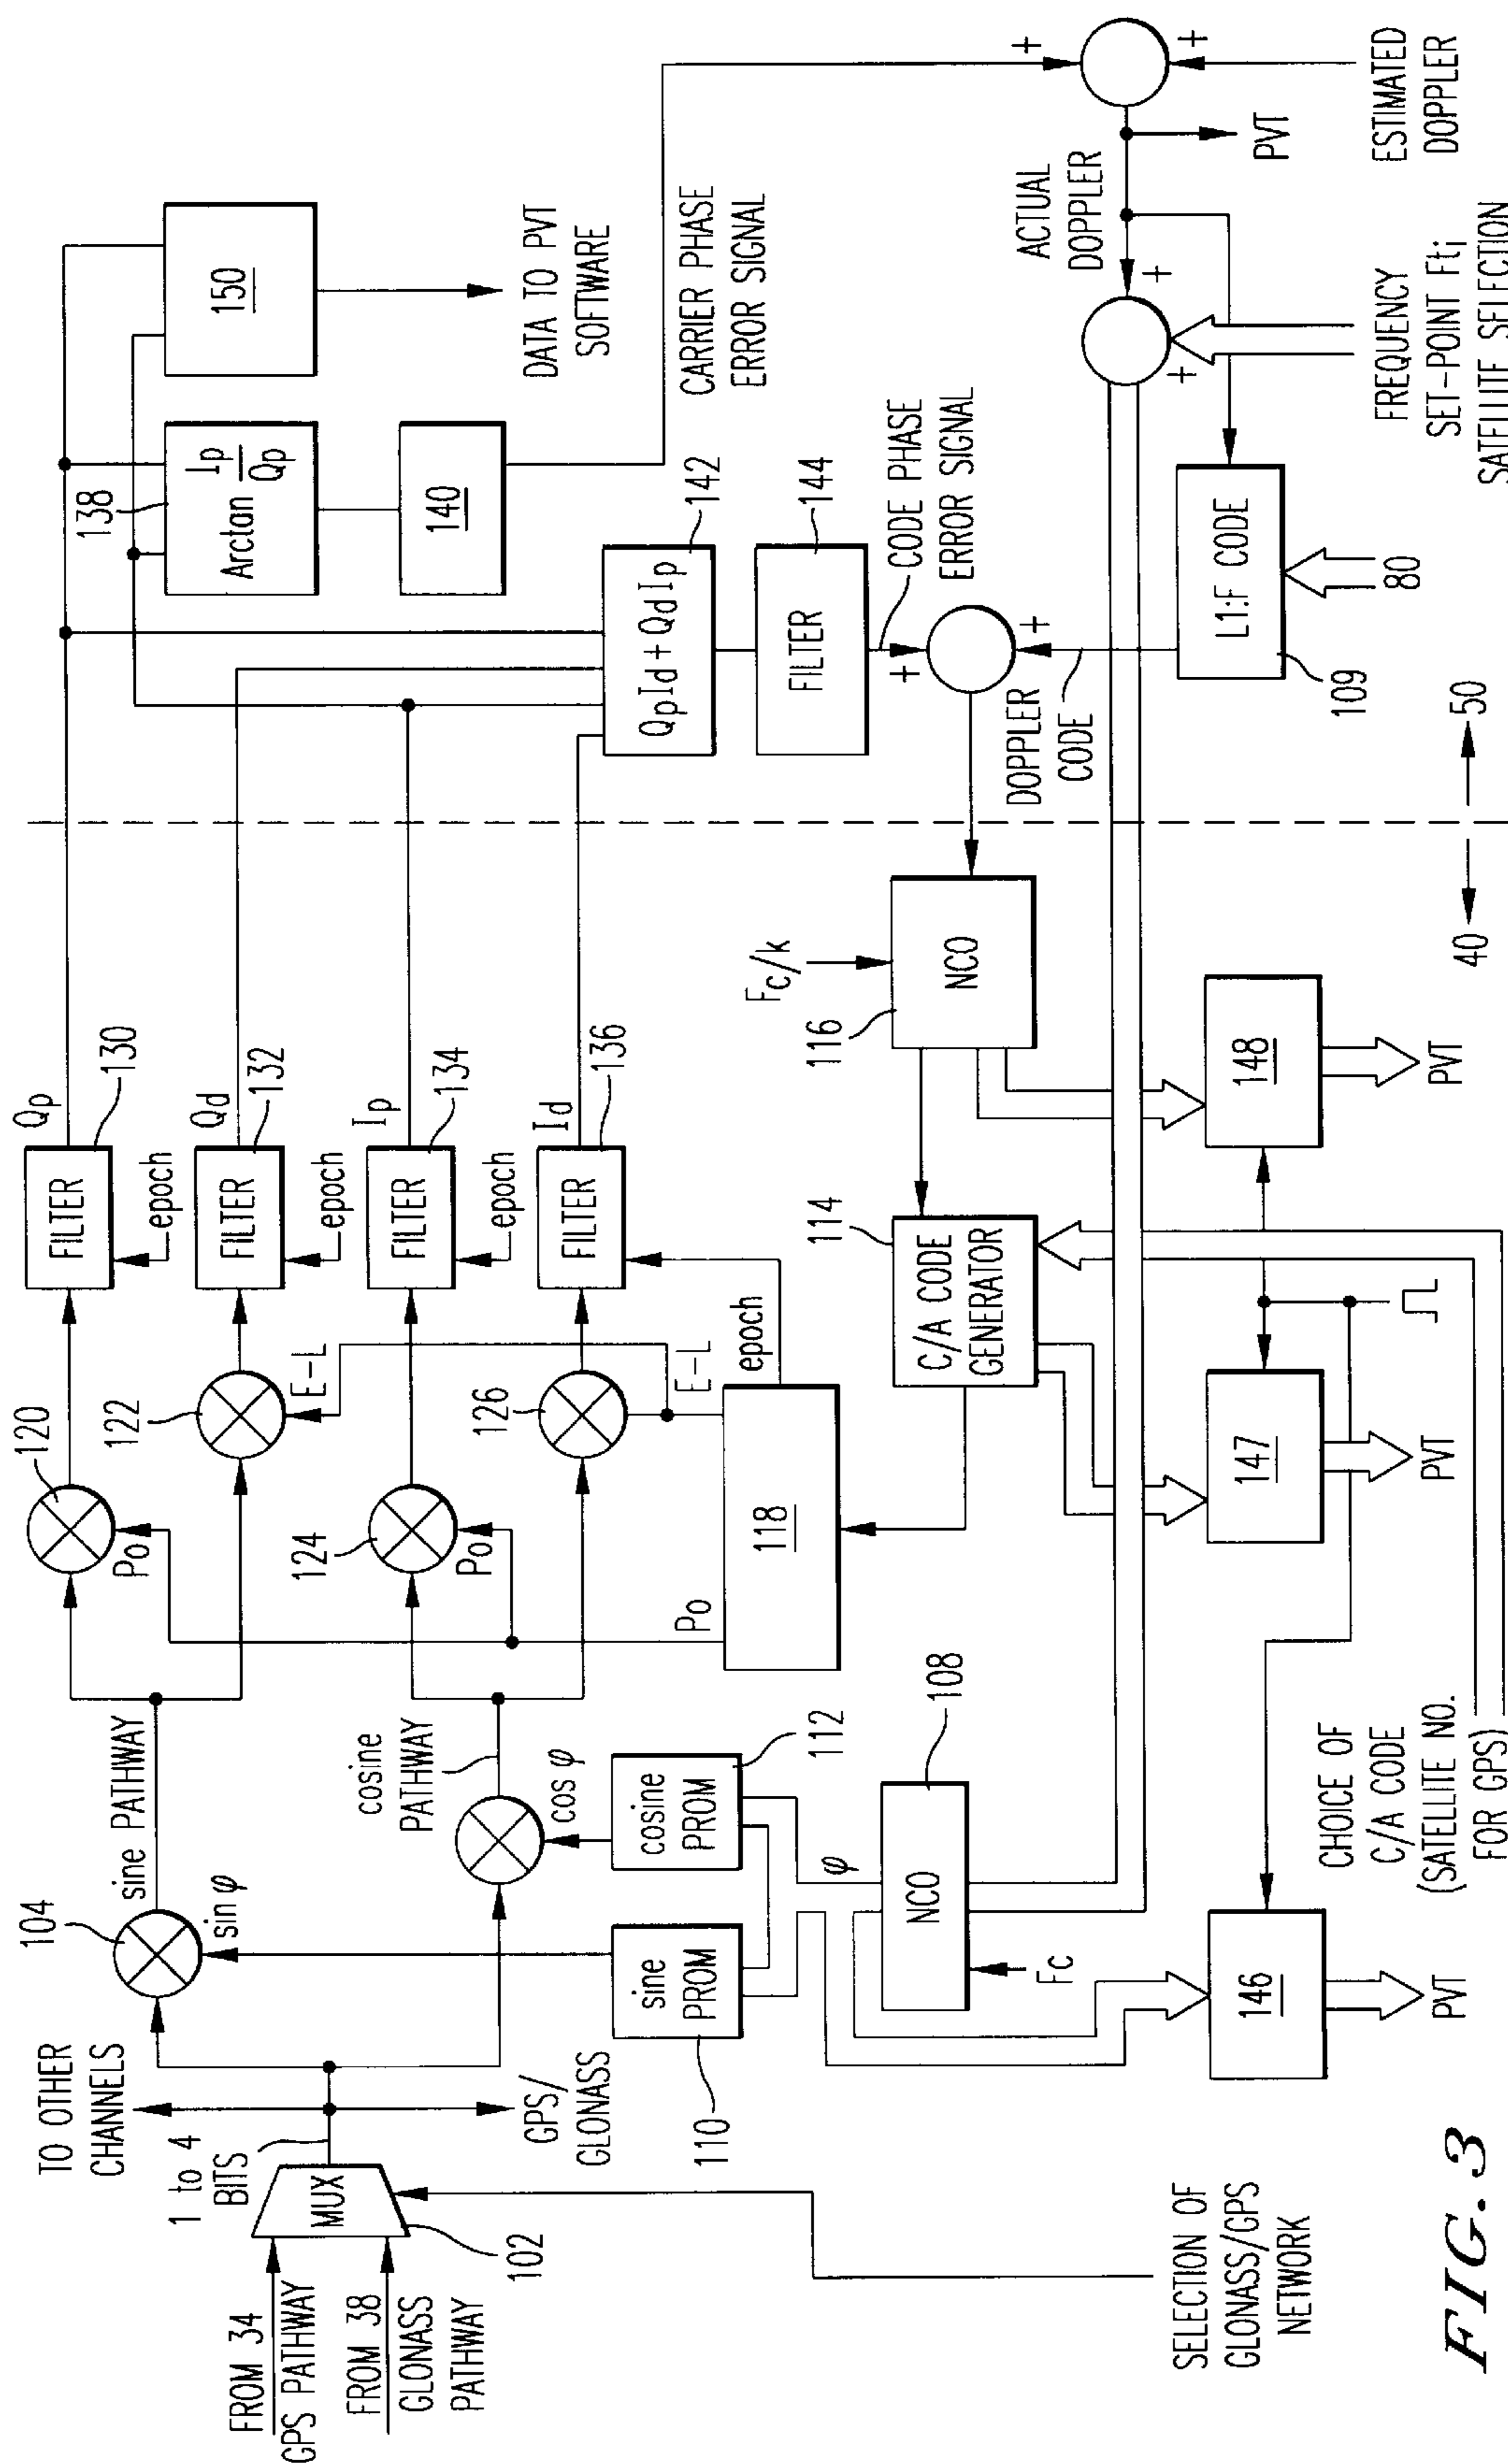 TO OTHER
CHANNELS
1 to 4
BITS
FROM 34
GPS PATHWAY
FROM 38
GLONASS
PATHWAY
MUX
102
GPS/
GLONASS
SELECTION OF
GLONASS/GPS
NETWORK
104
sin φ
sine PATHWAY
cosine
PATHWAY
cos φ
sine
PROM
110
cosine
PROM
112
φ
NCO
108
Fc
146
PVT
120
Po
122
E-L
124
Po
126
E-L
Po
118
epoch
FILTER
epoch
Qp
130
FILTER
epoch
Qd
132
FILTER
epoch
Ip
134
FILTER
Id
136
114
C/A CODE
GENERATOR
147
PVT
CHOICE OF
C/A CODE
(SATELLITE NO.
FOR GPS)
Fc/k
116
NCO
148
PVT
40
50
138
Arctan
Ip
Qp
140
150
DATA TO PVT
SOFTWARE
CARRIER PHASE
ERROR SIGNAL
QpId + QdIp
142
FILTER
144
CODE PHASE
ERROR SIGNAL
+
+
DOPPLER
CODE
L1:F CODE
109
80
ACTUAL
DOPPLER
+
+
PVT
+
+
ESTIMATED
DOPPLER
FREQUENCY
SET-POINT Ft;
SATELLITE SELECTION
FIG. 3